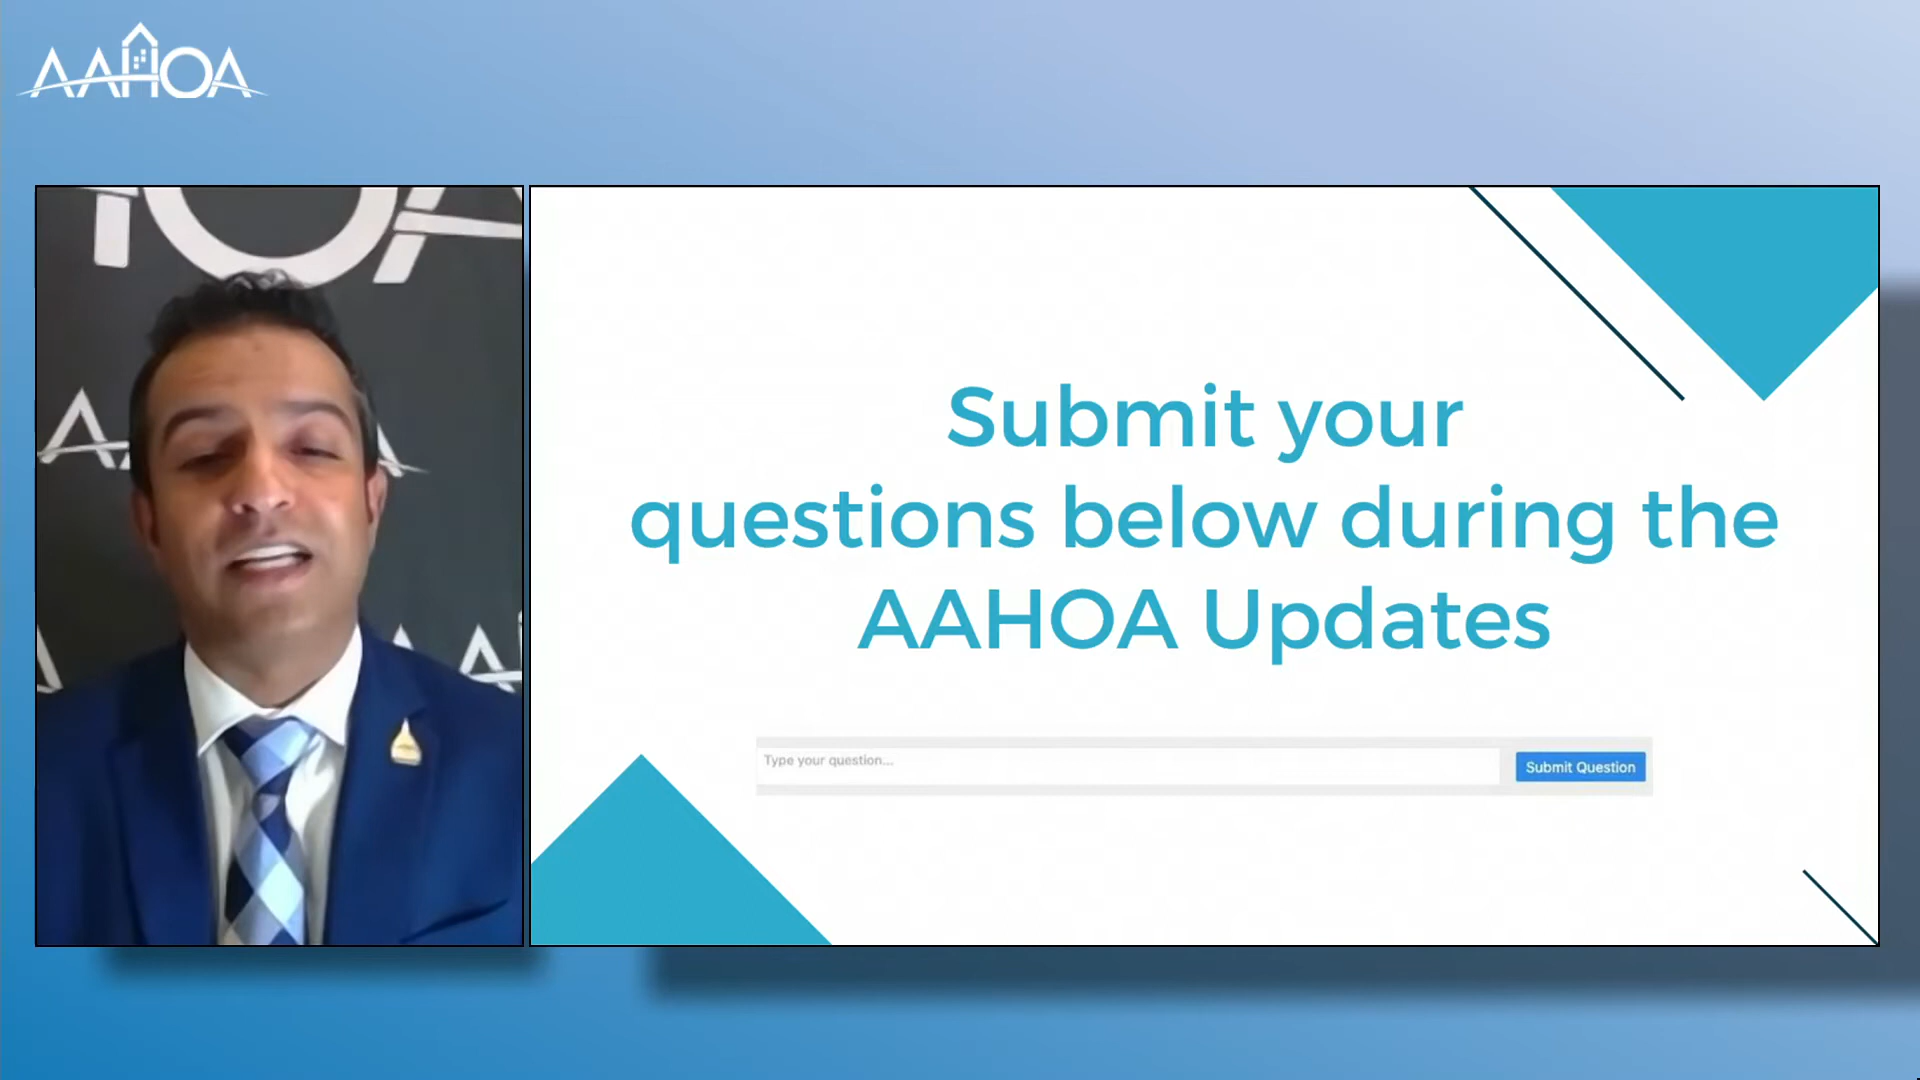 AAHOA
Submit your
questions below during the
AAHOA Updates
Type your question...
Submit Question